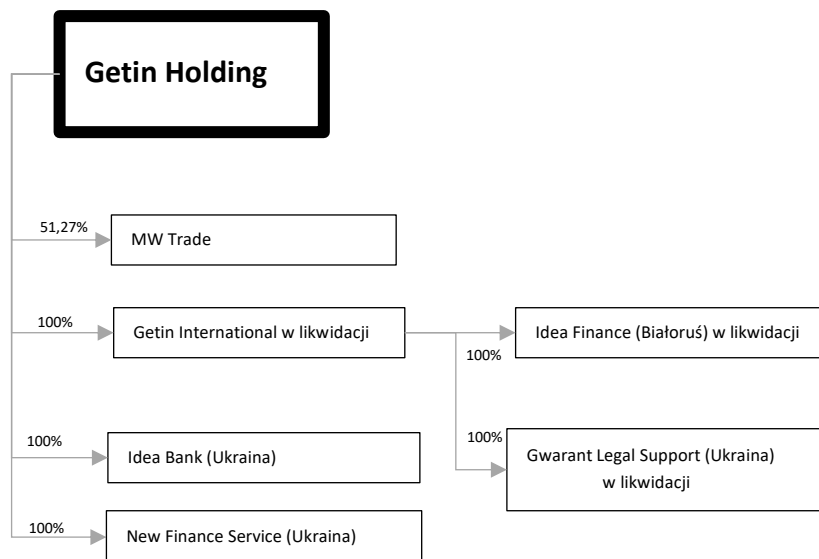 Getin Holding
51,27%
MW Trade
100%
Getin International w likwidacji
100%
Idea Finance (Białoruś) w likwidacji
100%
Idea Bank (Ukraina)
100%
Gwarant Legal Support (Ukraina)
w likwidacji
100%
New Finance Service (Ukraina)